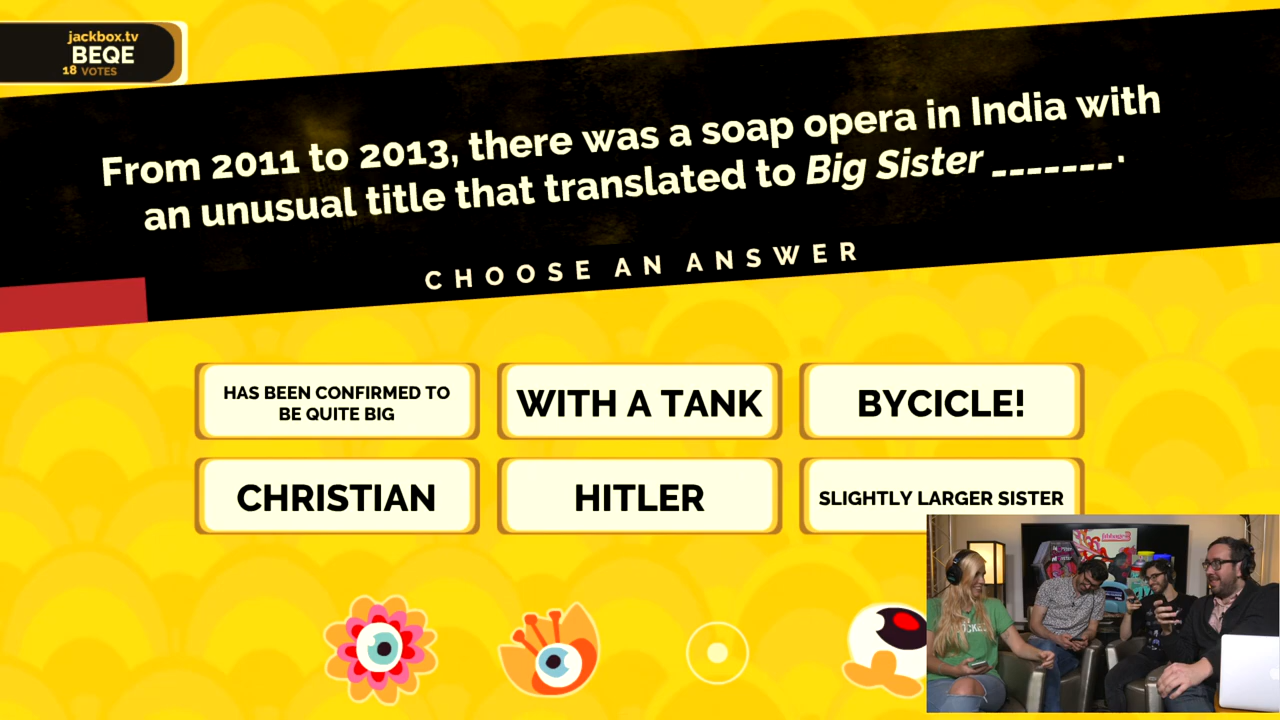 jackbox.tv
BEQE
18 VOTES
From 2011 to 2013, there was a soap opera in India with
an unusual title that translated to Big Sister _______.
CHOOSE AN ANSWER
HAS BEEN CONFIRMED TO
BE QUITE BIG
WITH A TANK
BYCICLE!
CHRISTIAN
HITLER
SLIGHTLY LARGER SISTER